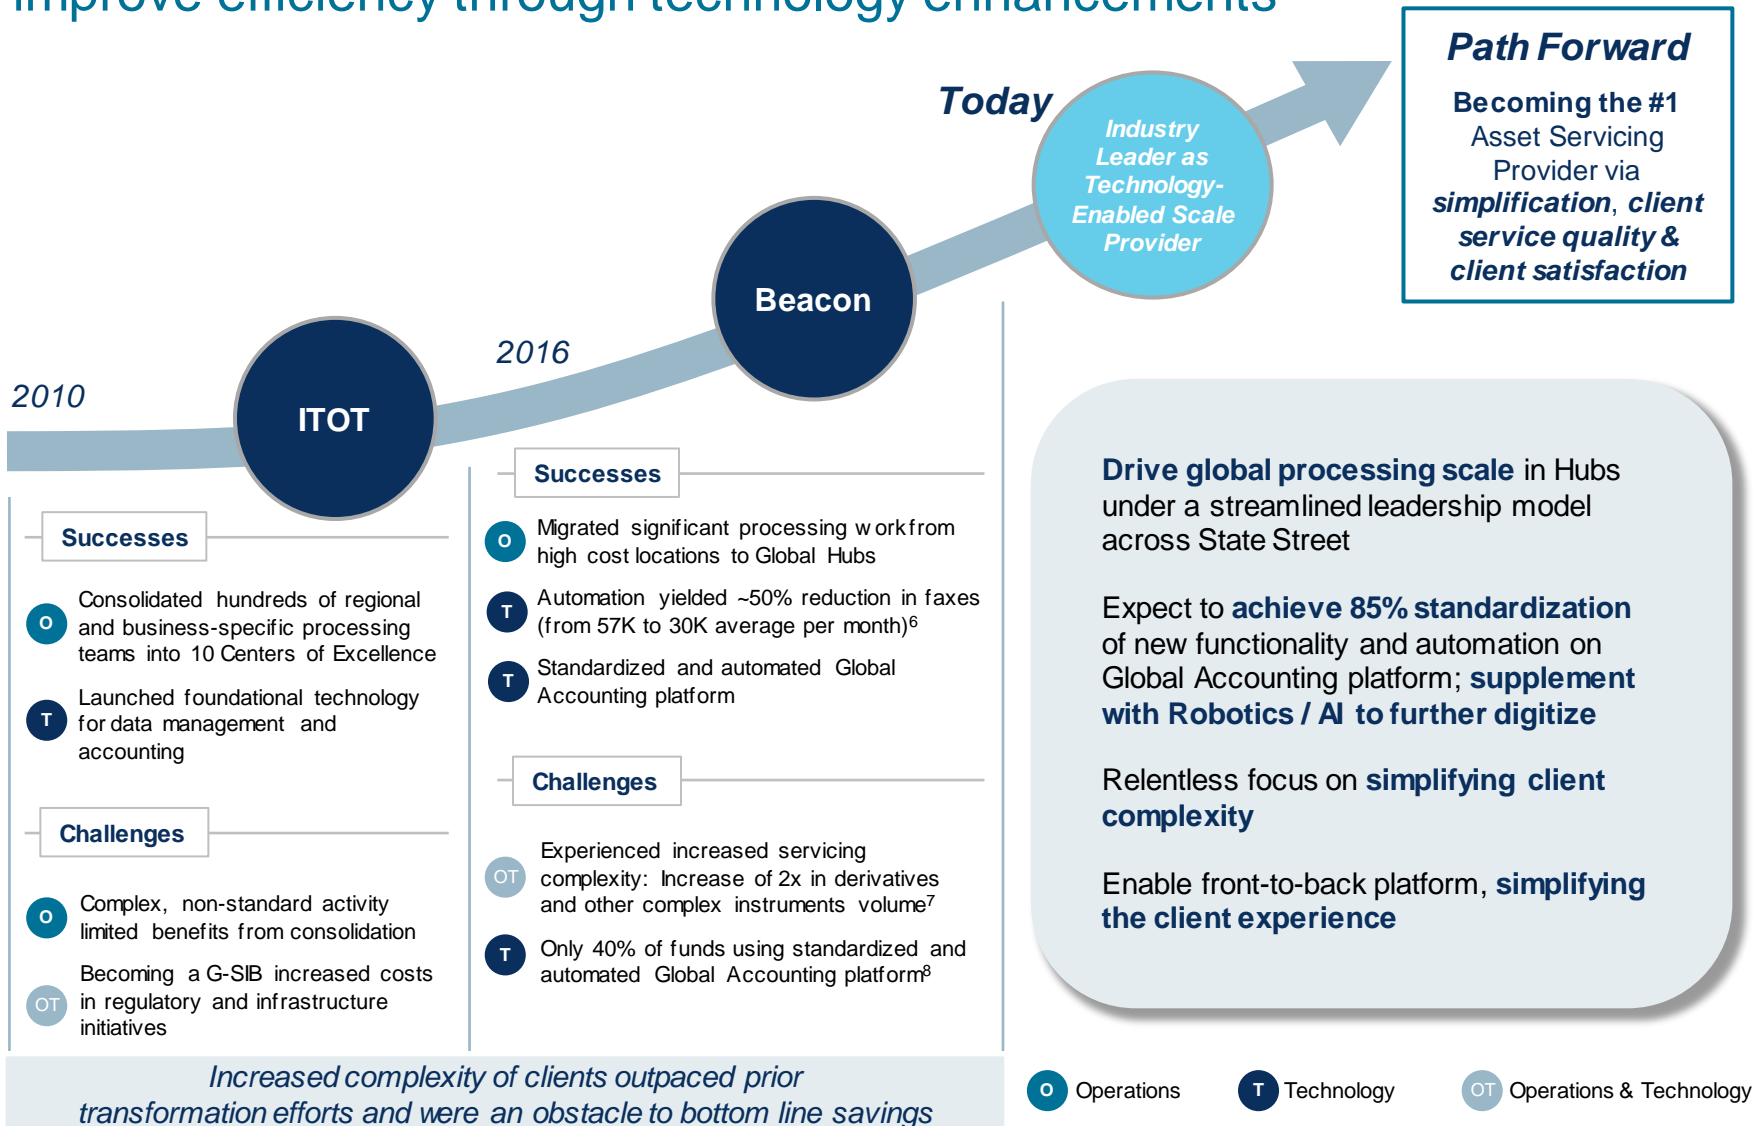 Improve efficiency through technology enhancements
Path Forward
Becoming the #1
Asset Servicing
Provider via
simplification, client
service quality &
client satisfaction
Today
Industry
Leader as
Technology-
Enabled Scale
Provider
Beacon
2016
2010
ITOT
Successes
O
Consolidated hundreds of regional
and business-specific processing
teams into 10 Centers of Excellence
T
Launched foundational technology
for data management and
accounting
Challenges
O
Complex, non-standard activity
limited benefits from consolidation
OT
Becoming a G-SIB increased costs
in regulatory and infrastructure
initiatives
Successes
O
Migrated significant processing work from
high cost locations to Global Hubs
T
Automation yielded ~50% reduction in faxes
(from 57K to 30K average per month)6
T
Standardized and automated Global
Accounting platform
Challenges
OT
Experienced increased servicing
complexity: Increase of 2x in derivatives
and other complex instruments volume7
T
Only 40% of funds using standardized and
automated Global Accounting platform8
Increased complexity of clients outpaced prior
transformation efforts and were an obstacle to bottom line savings
Drive global processing scale in Hubs
under a streamlined leadership model
across State Street
Expect to achieve 85% standardization
of new functionality and automation on
Global Accounting platform; supplement
with Robotics / AI to further digitize
Relentless focus on simplifying client
complexity
Enable front-to-back platform, simplifying
the client experience
O Operations
T Technology
OT Operations & Technology